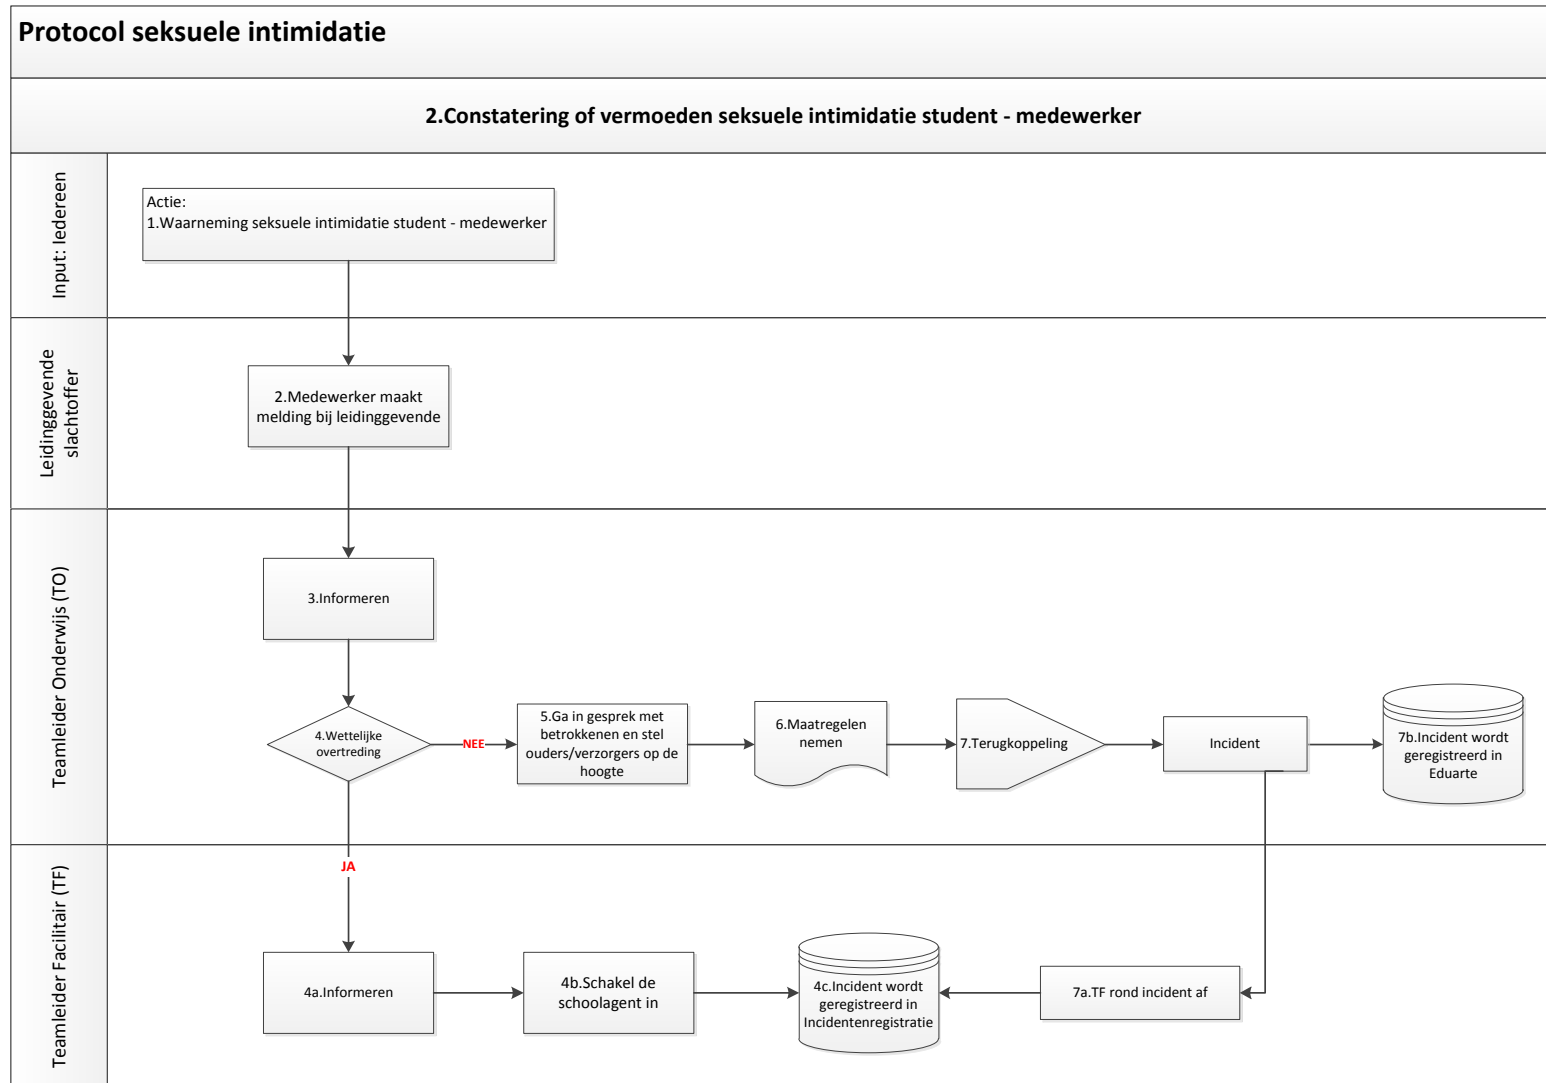 Protocol seksuele intimidatie
2.Constatering of vermoeden seksuele intimidatie student - medewerker
Input: Iedereen
Actie:
1.Waarneming seksuele intimidatie student - medewerker
Leidinggevende
slachtoffer
2.Medewerker maakt
melding bij leidinggevende
Teamleider Onderwijs (TO)
3.Informeren
4.Wettelijke
overtreding
NEE
5.Ga in gesprek met
betrokkenen en stel
ouders/verzorgers op de
hoogte
6.Maatregelen
nemen
7.Terugkoppeling
Incident
7b.Incident wordt
geregistreerd in
Eduarte
JA
Teamleider Facilitair (TF)
4a.Informeren
4b.Schakel de
schoolagent in
4c.Incident wordt
geregistreerd in
Incidentenregistratie
7a.TF rond incident af